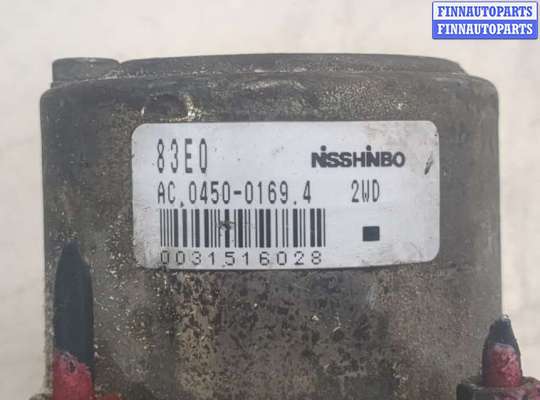 FINNAUTOPARTS
FINNAUTOPARTS
83EQ NISSHINBO
AC.0450-0169.4 2WD
0031516028